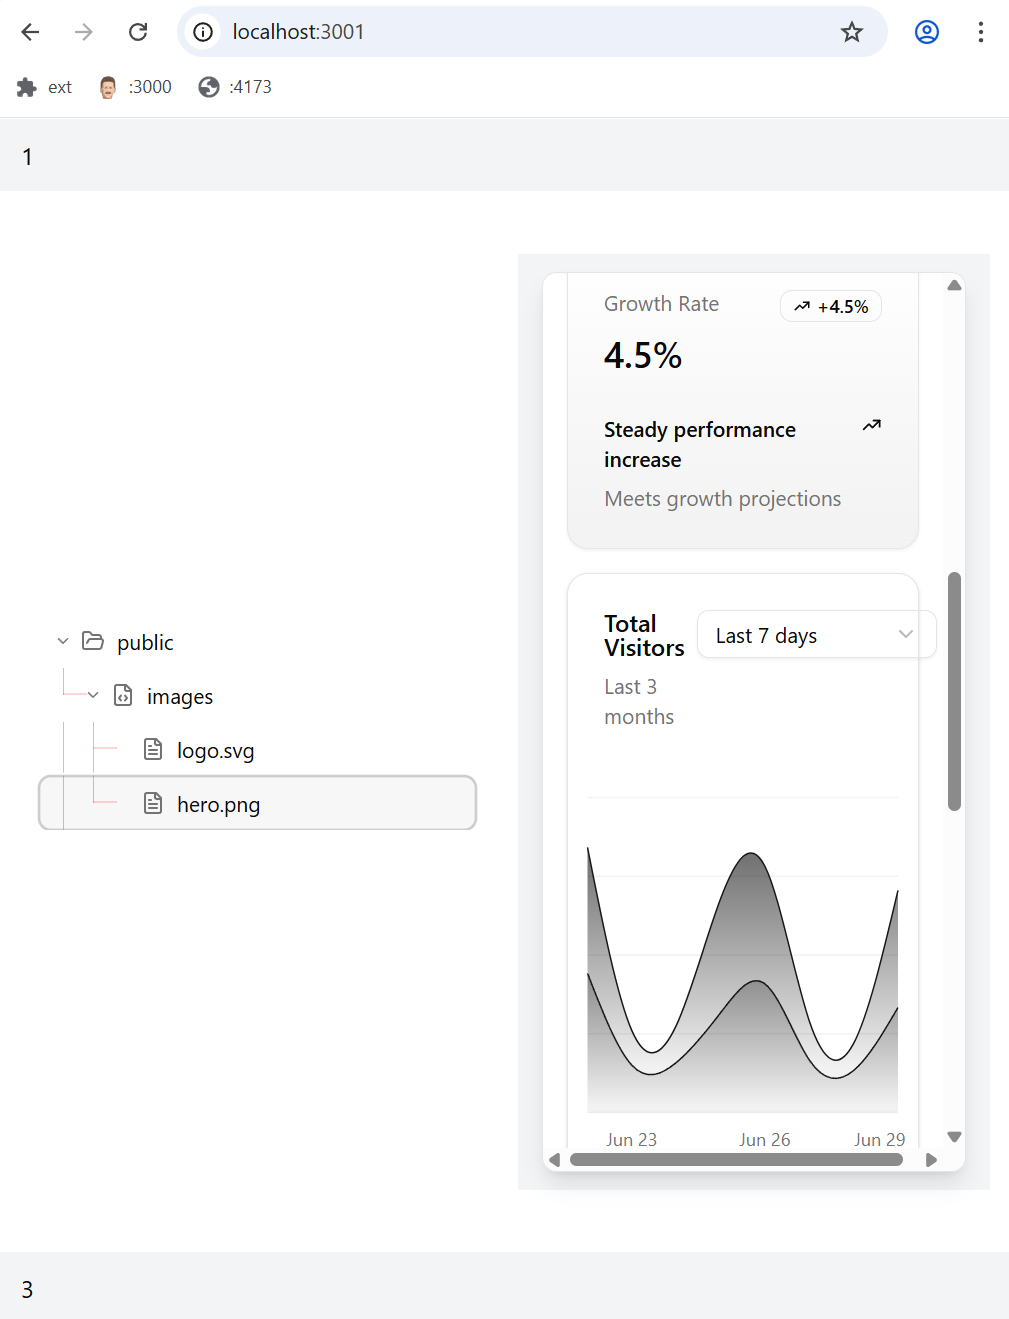 localhost:3001
ext
:3000
:4173
1
public
images
logo.svg
hero.png
Growth Rate
+4.5%
4.5%
Steady performance
increase
Meets growth projections
Total
Visitors
Last 7 days
Last 3
months
Jun 23
Jun 26
Jun 29
3